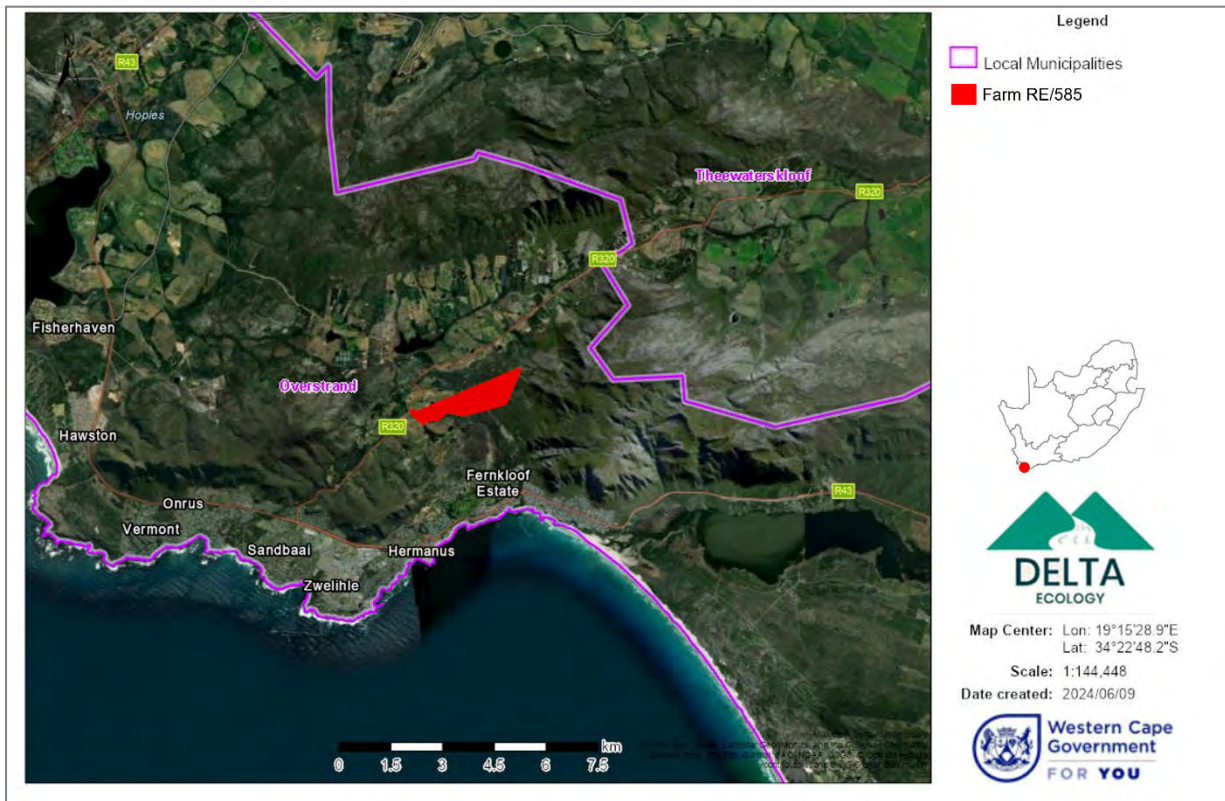 Legend
Local Municipalities
Farm RE/585
N
R43
Hopies
Theewaterskloof
R320
R320
Fisherhaven
Overstrand
R320
Hawston
Fernkloof
Estate
R43
Onrus
Vermont
Sandbaai
Hermanus
Zwelihle
km
0 1.5 3 4.5 6 7.5
DELTA
ECOLOGY
Map Center: Lon: 19°15'28.9"E
Lat: 34°22'48.2"S
Scale: 1:144,448
Date created: 2024/06/09
Western Cape
Government
FOR YOU